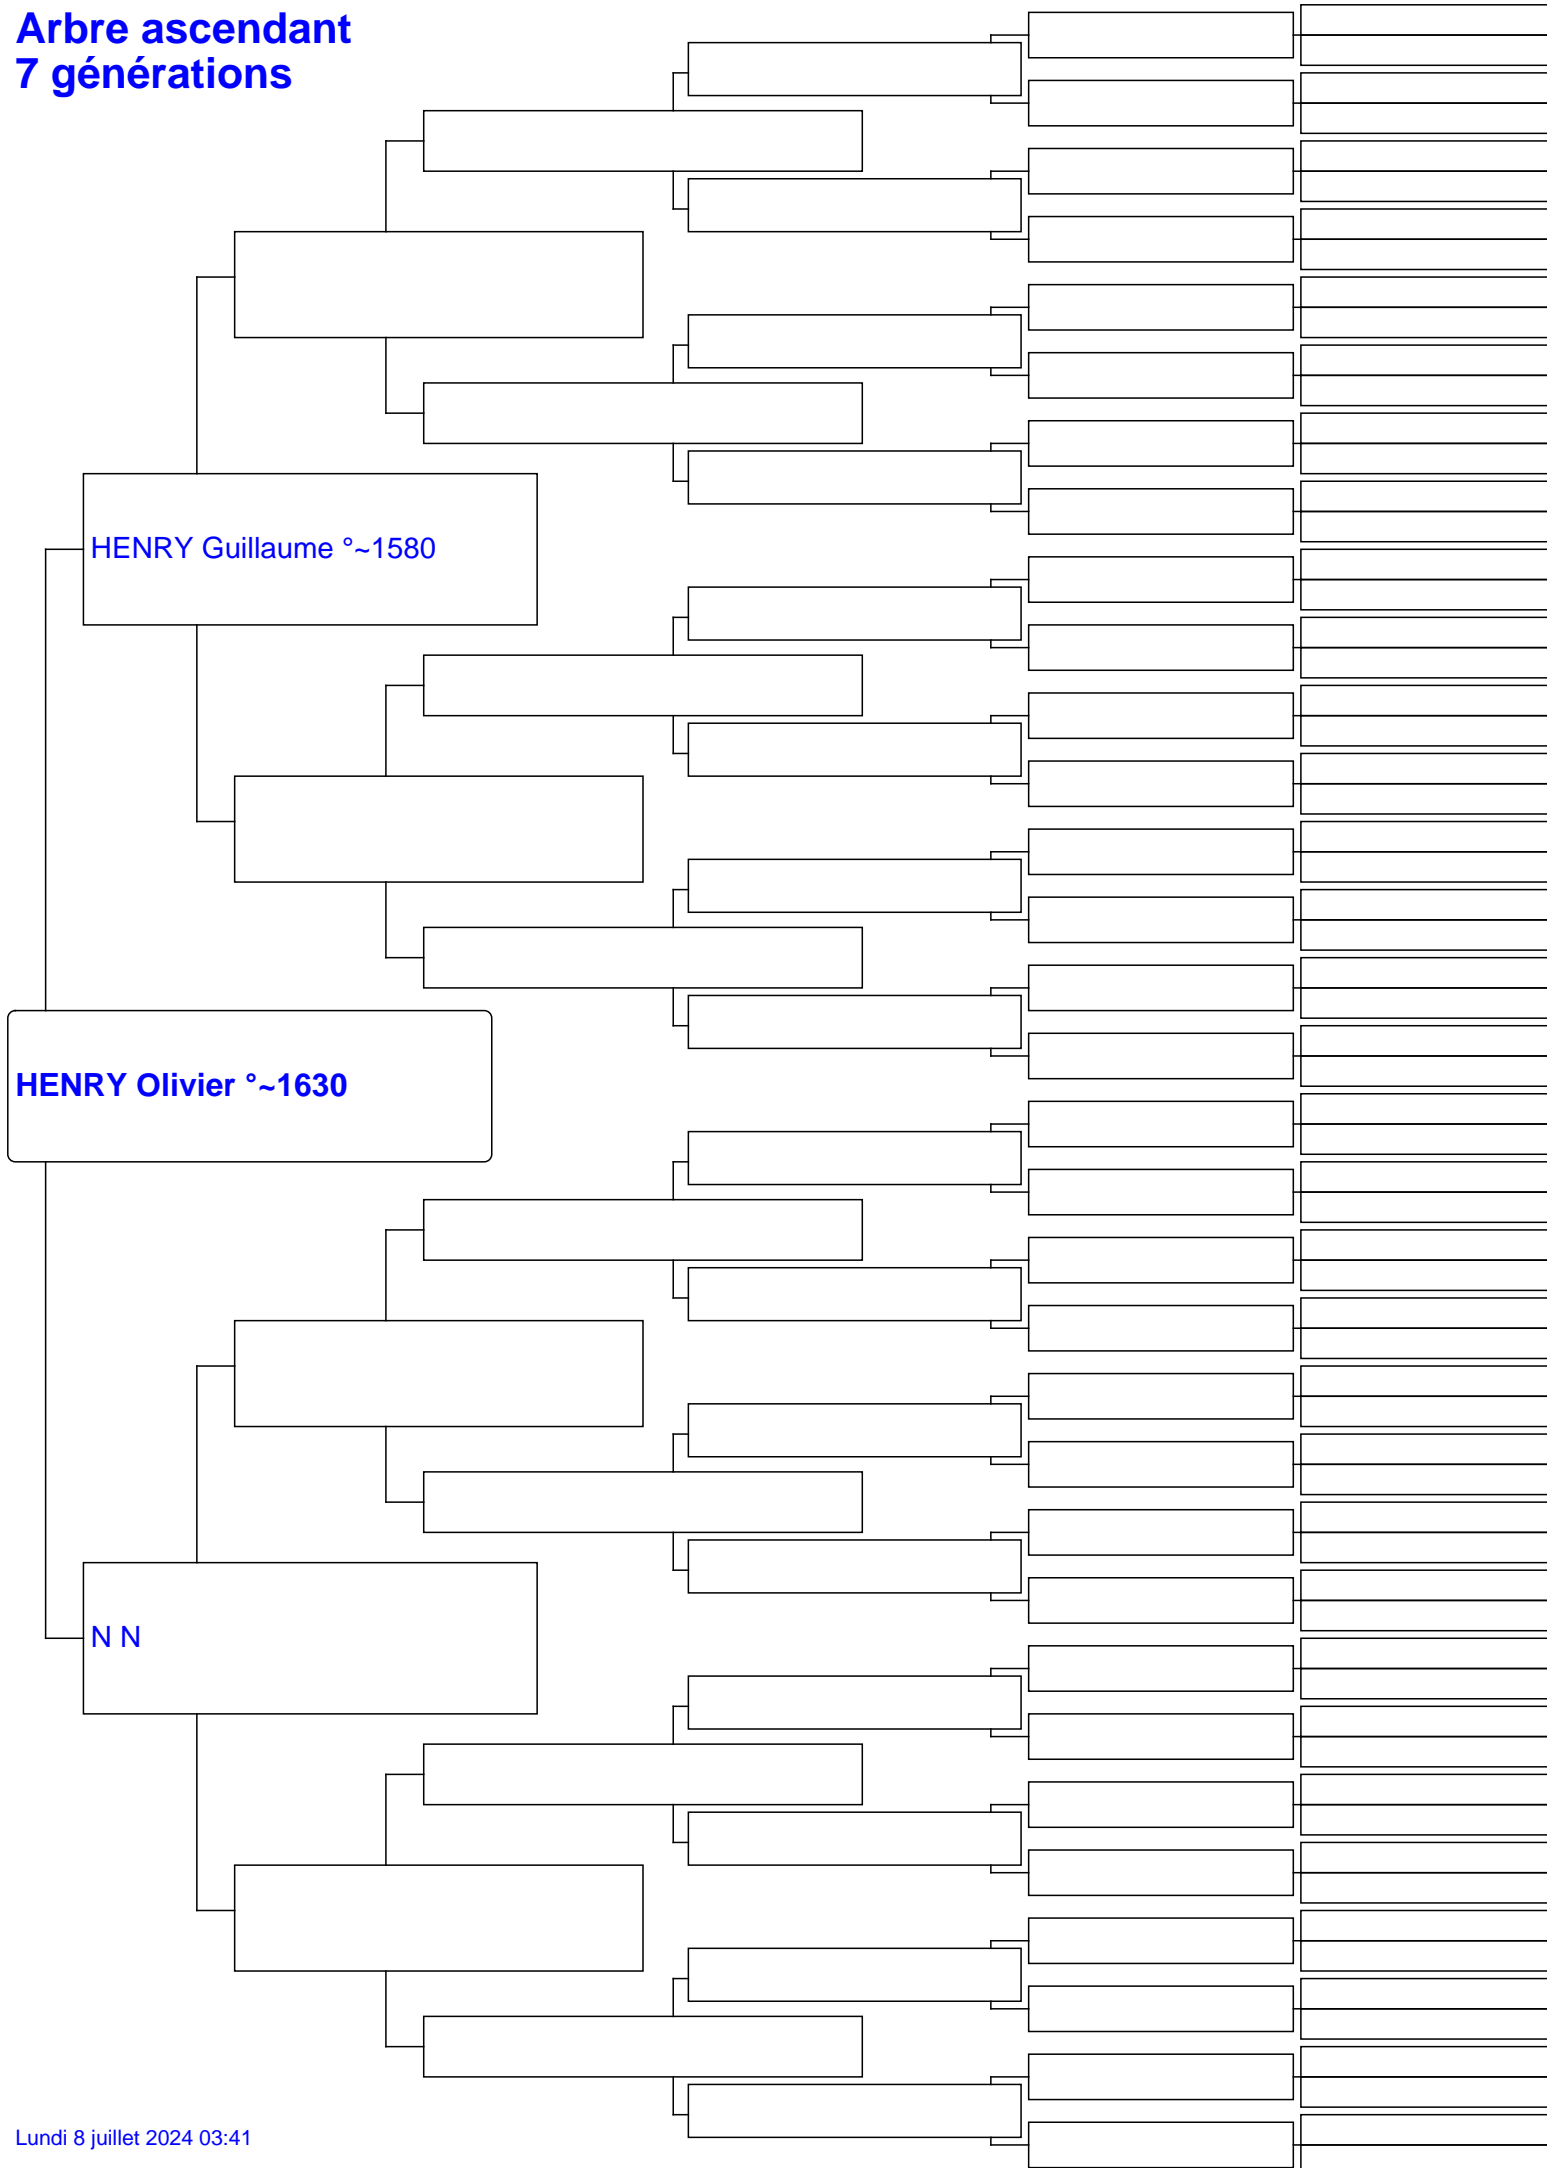 Arbre ascendant
7 générations
HENRY Guillaume °~1580
HENRY Olivier °~1630
N N
Lundi 8 juillet 2024 03:41